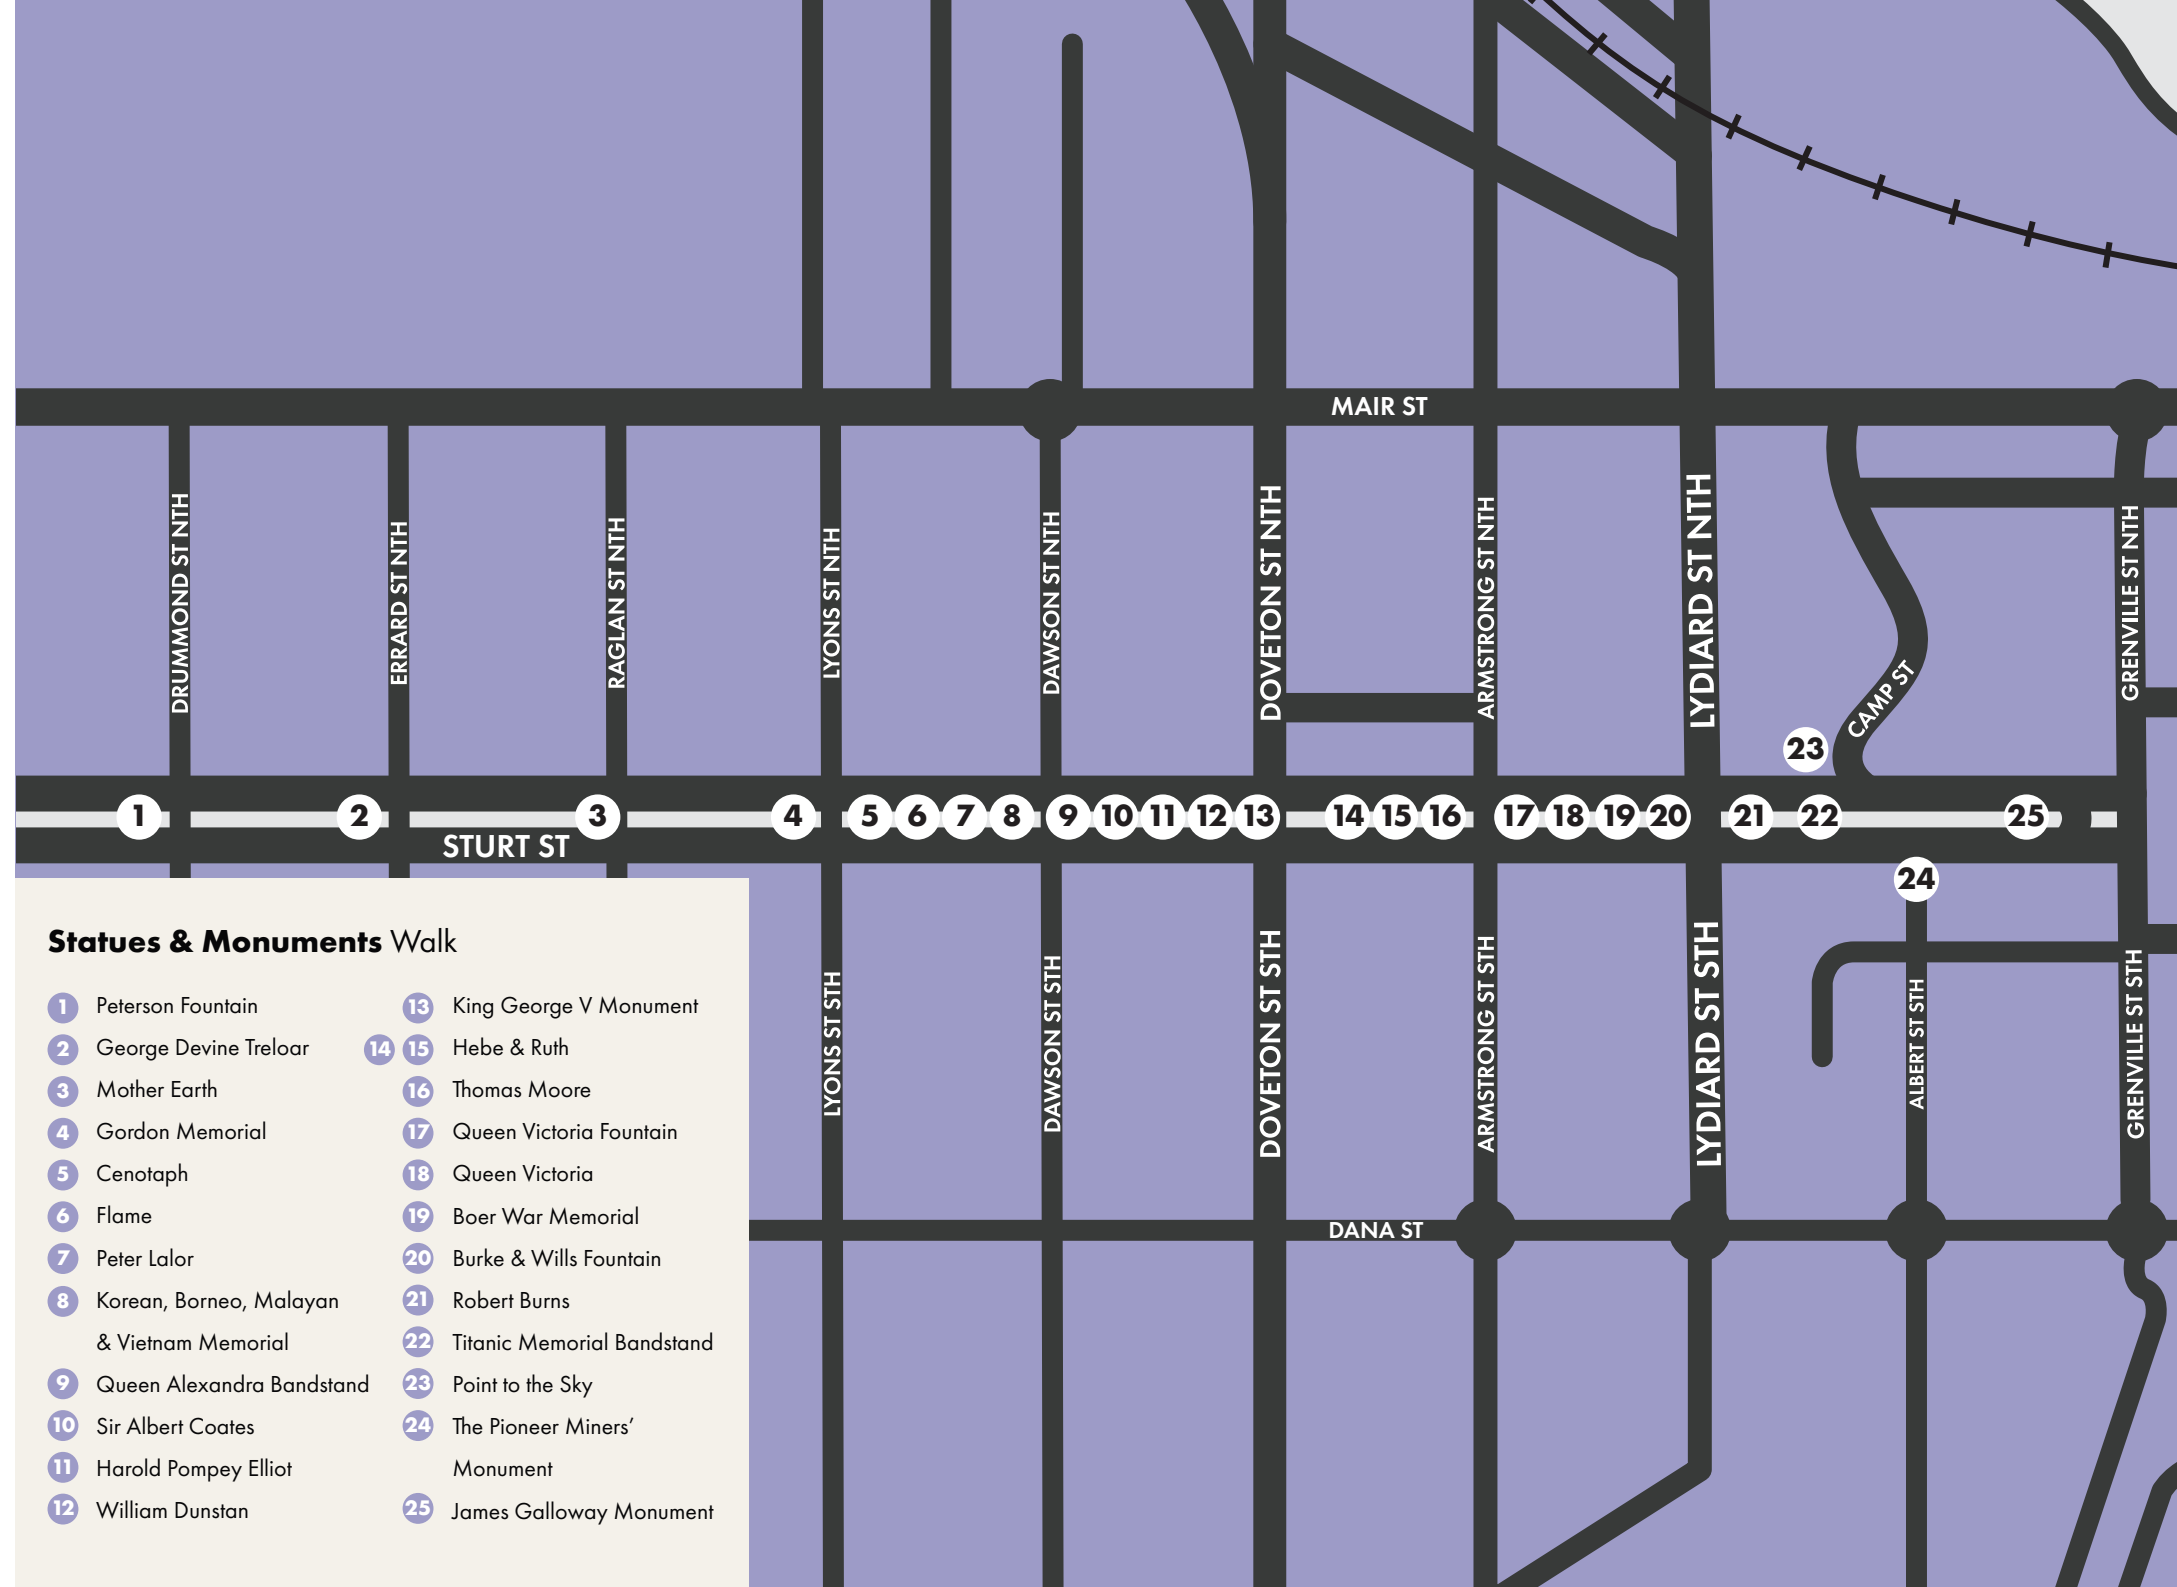 MAIR ST
DRUMMOND ST NTH
ERRARD ST NTH
RAGLAN ST NTH
LYONS ST NTH
DAWSON ST NTH
DOVETON ST NTH
ARMSTRONG ST NTH
LYDIARD ST NTH
CAMP ST
GRENVILLE ST NTH
23
1 2 3 4 5 6 7 8 9 10 11 12 13 14 15 16 17 18 19 20 21 22 25
STURT ST
24
LYONS ST STH
DAWSON ST STH
DOVETON ST STH
ARMSTRONG ST STH
LYDIARD ST STH
ALBERT ST STH
GRENVILLE ST STH
DANA ST
Statues & Monuments Walk
1 Peterson Fountain
2 George Devine Treloar
3 Mother Earth
4 Gordon Memorial
5 Cenotaph
6 Flame
7 Peter Lalor
8 Korean, Borneo, Malayan
& Vietnam Memorial
9 Queen Alexandra Bandstand
10 Sir Albert Coates
11 Harold Pompey Elliot
12 William Dunstan
13 King George V Monument
14 15 Hebe & Ruth
16 Thomas Moore
17 Queen Victoria Fountain
18 Queen Victoria
19 Boer War Memorial
20 Burke & Wills Fountain
21 Robert Burns
22 Titanic Memorial Bandstand
23 Point to the Sky
24 The Pioneer Miners’
Monument
25 James Galloway Monument